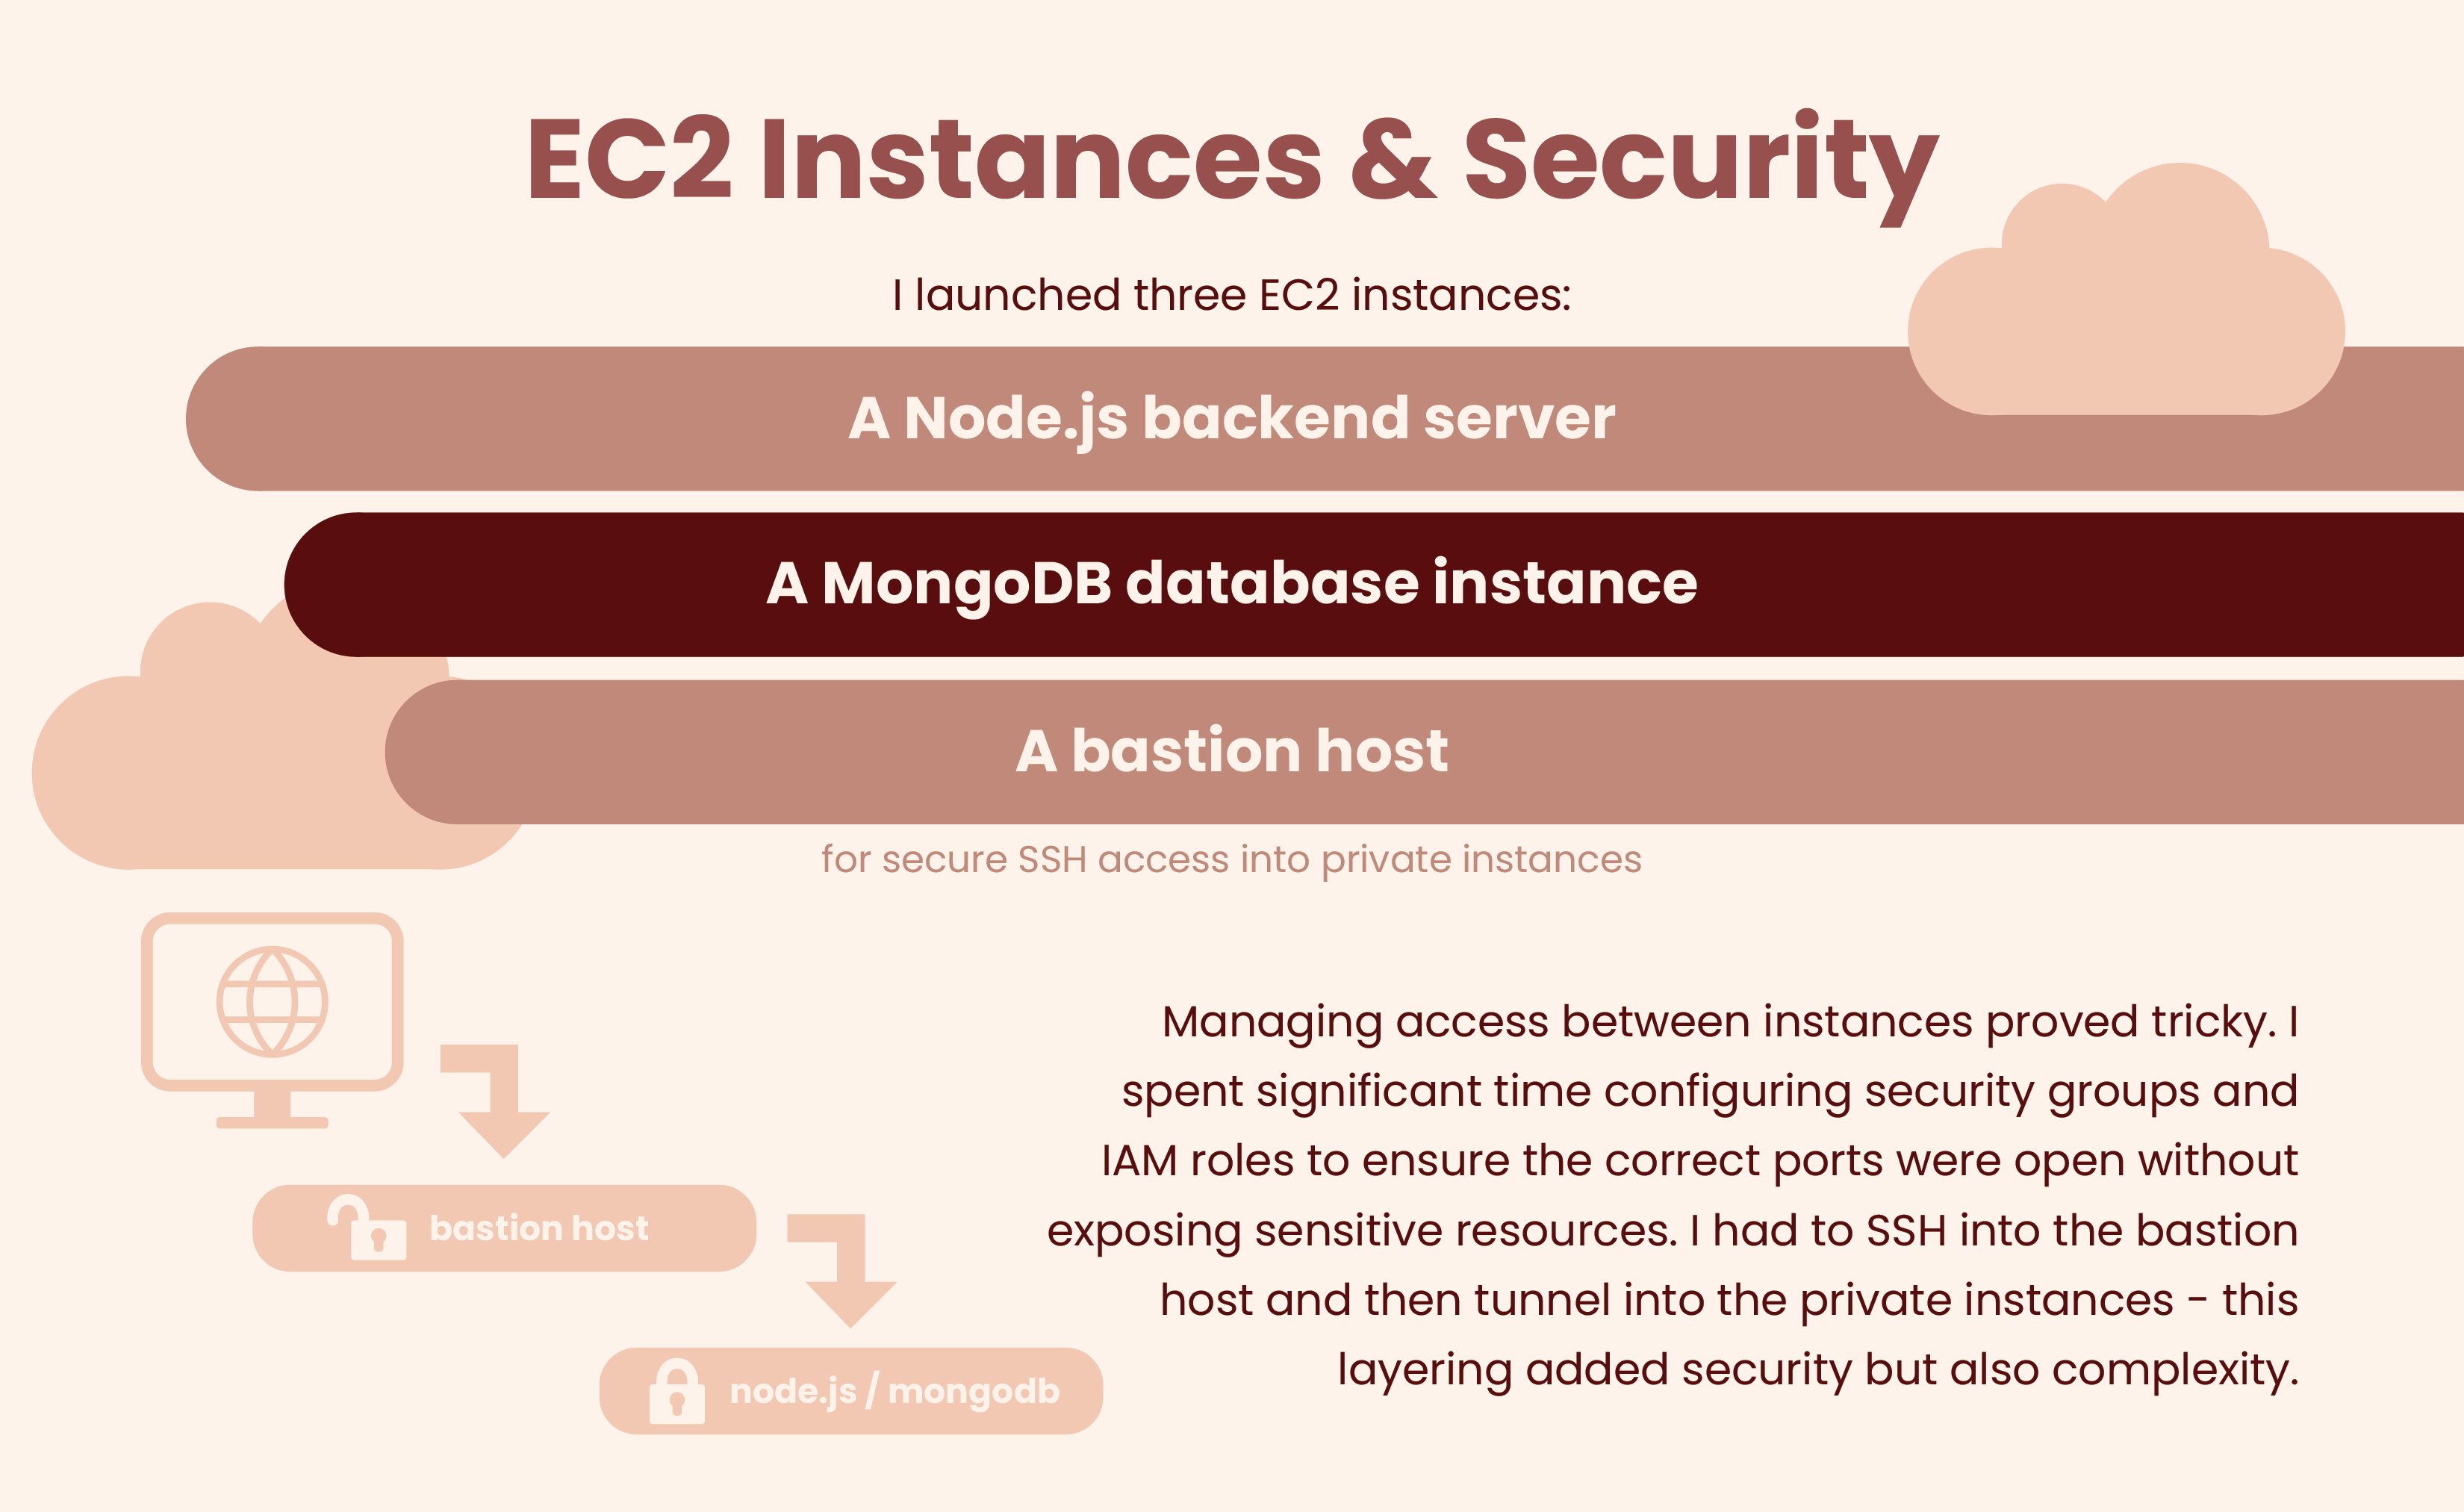 EC2 Instances & Security
I launched three EC2 instances:
A Node.js backend server
A MongoDB database instance
A bastion host
for secure SSH access into private instances
bastion host
node.js / mongodb
Managing access between instances proved tricky. I
spent significant time configuring security groups and
IAM roles to ensure the correct ports were open without
exposing sensitive resources. I had to SSH into the bastion
host and then tunnel into the private instances - this
layering added security but also complexity.